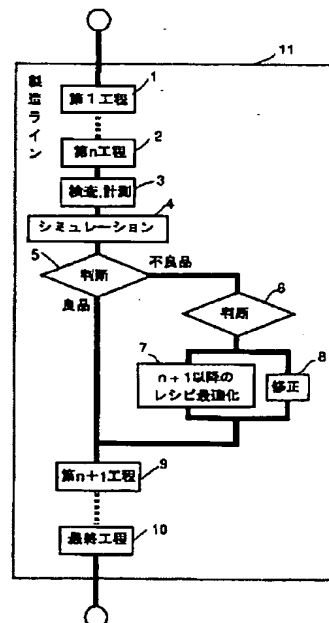 11
製造ライン
1
第1工程
2
第n工程
3
検査,計測
4
シミュレーション
5
判断
不良品
良品
6
判断
7
n+1以降の
レシピ最適化
8
修正
9
第n+1工程
10
最終工程